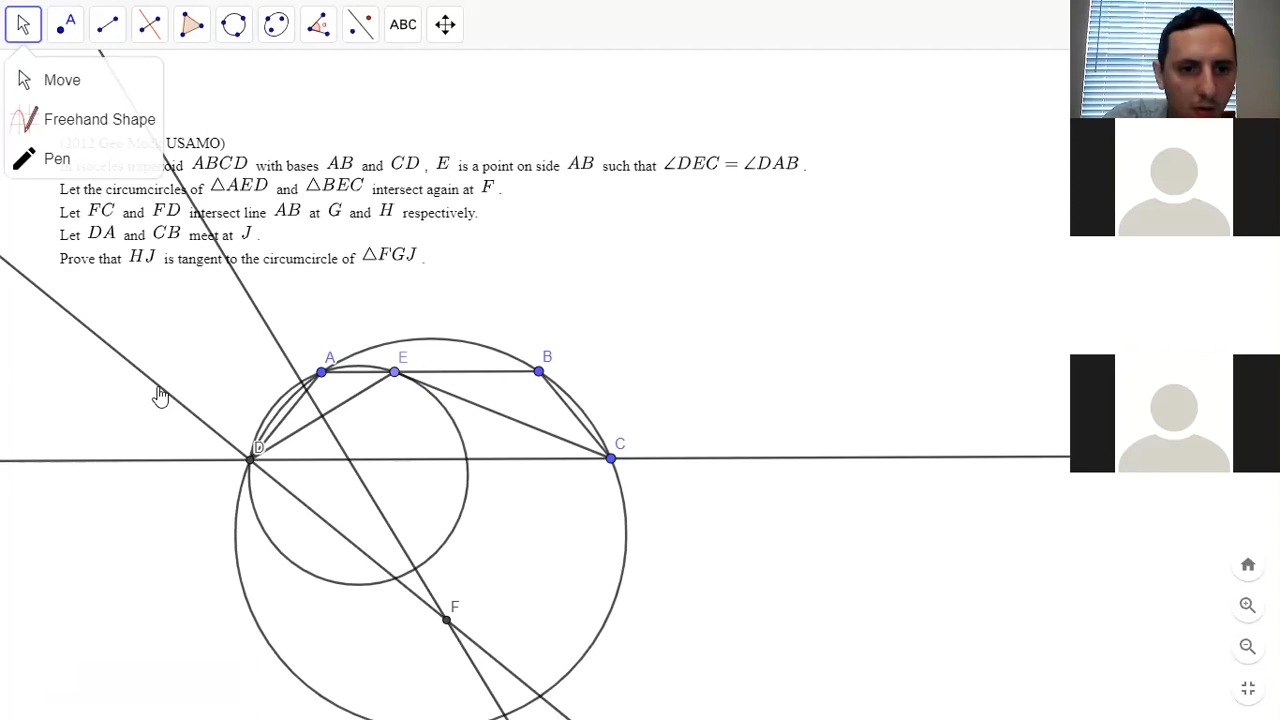 A
ABC
Move
Freehand Shape
Pen
(2012 Geo Mock USAMO)
ABCD with bases AB and CD, E is a point on side AB such that ∠DEC = ∠DAB.
Let the circumcircles of △AED and △BEC intersect again at F.
Let FC and FD intersect line AB at G and H respectively.
Let DA and CB meet at J.
Prove that HJ is tangent to the circumcircle of △FGJ.
A
E
B
D
C
F